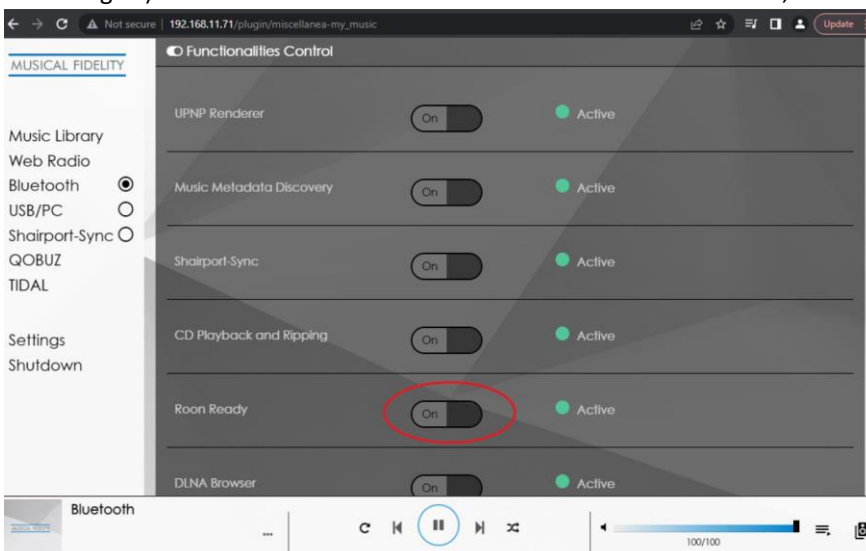 Not secure
192.168.11.71/plugin/miscellanea-my_music
Update
MUSICAL FIDELITY
Music Library
Web Radio
Bluetooth
USB/PC
Shairport-Sync
QOBUZ
TIDAL
Settings
Shutdown
Functionalities Control
UPNP Renderer
On
Active
Music Metadata Discovery
On
Active
Shairport-Sync
On
Active
CD Playback and Ripping
On
Active
Roon Ready
On
Active
DLNA Browser
On
Active
MUSICAL FIDELITY
Bluetooth
...
100/100